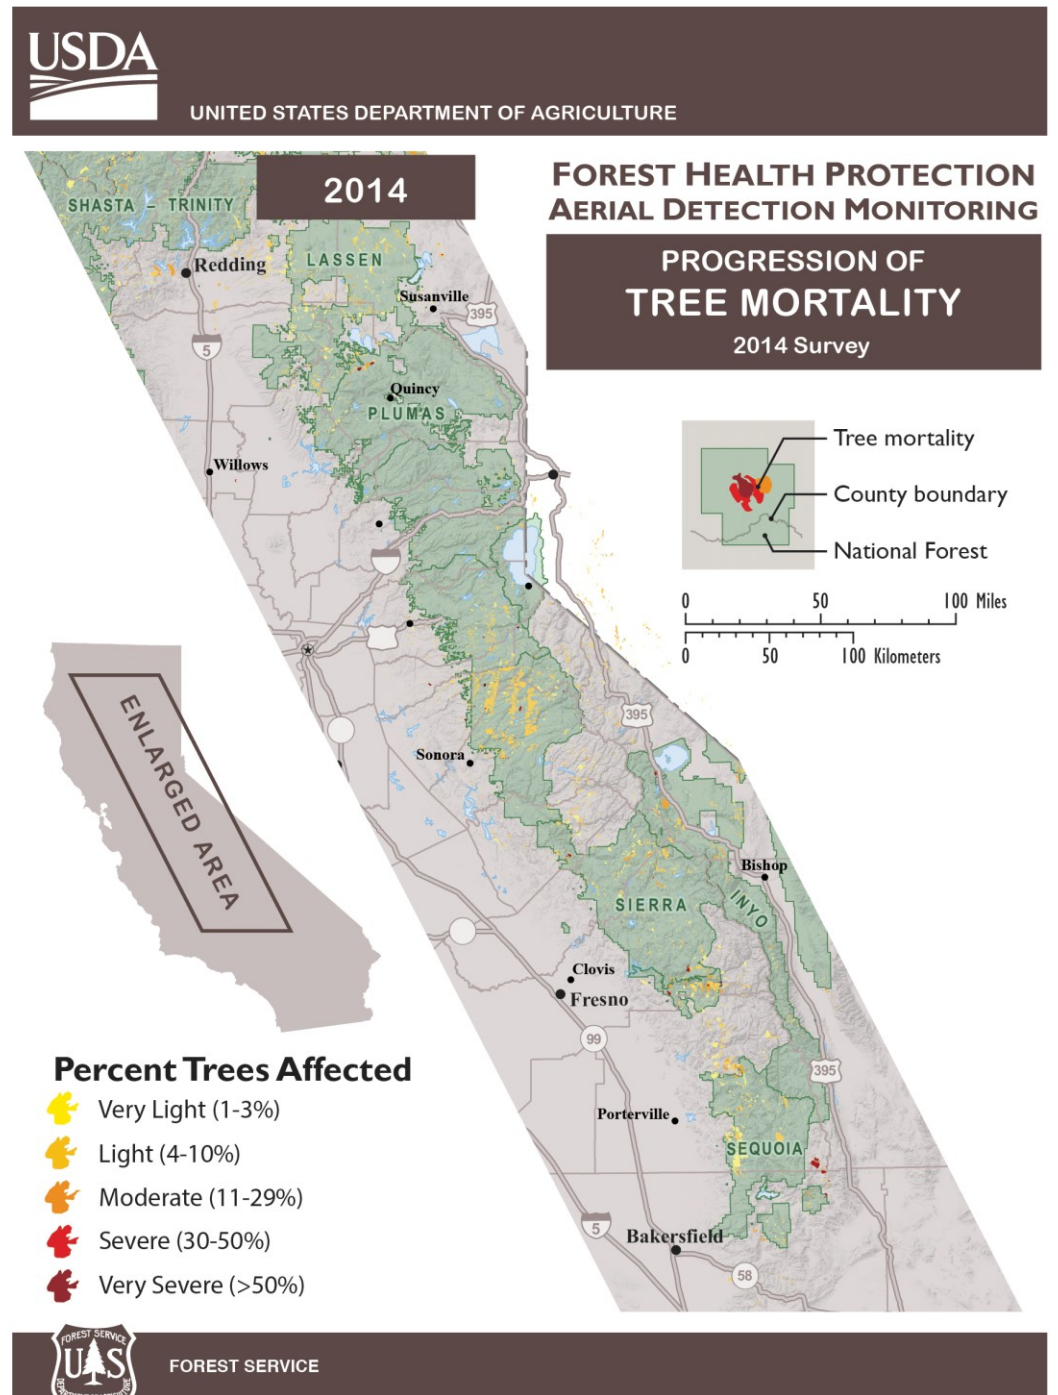 USDA
UNITED STATES DEPARTMENT OF AGRICULTURE
2014
FOREST HEALTH PROTECTION
AERIAL DETECTION MONITORING
PROGRESSION OF
TREE MORTALITY
2014 Survey
SHASTA – TRINITY
Redding
LASSEN
Susanville
395
5
Quincy
PLUMAS
Willows
Tree mortality
County boundary
National Forest
0 50 100 Miles
0 50 100 Kilometers
395
Sonora
ENLARGED AREA
Bishop
SIERRA
INYO
Clovis
Fresno
99
395
Porterville
SEQUOIA
5
Bakersfield
58
Percent Trees Affected
Very Light (1-3%)
Light (4-10%)
Moderate (11-29%)
Severe (30-50%)
Very Severe (>50%)
FOREST SERVICE
U S
FOREST SERVICE